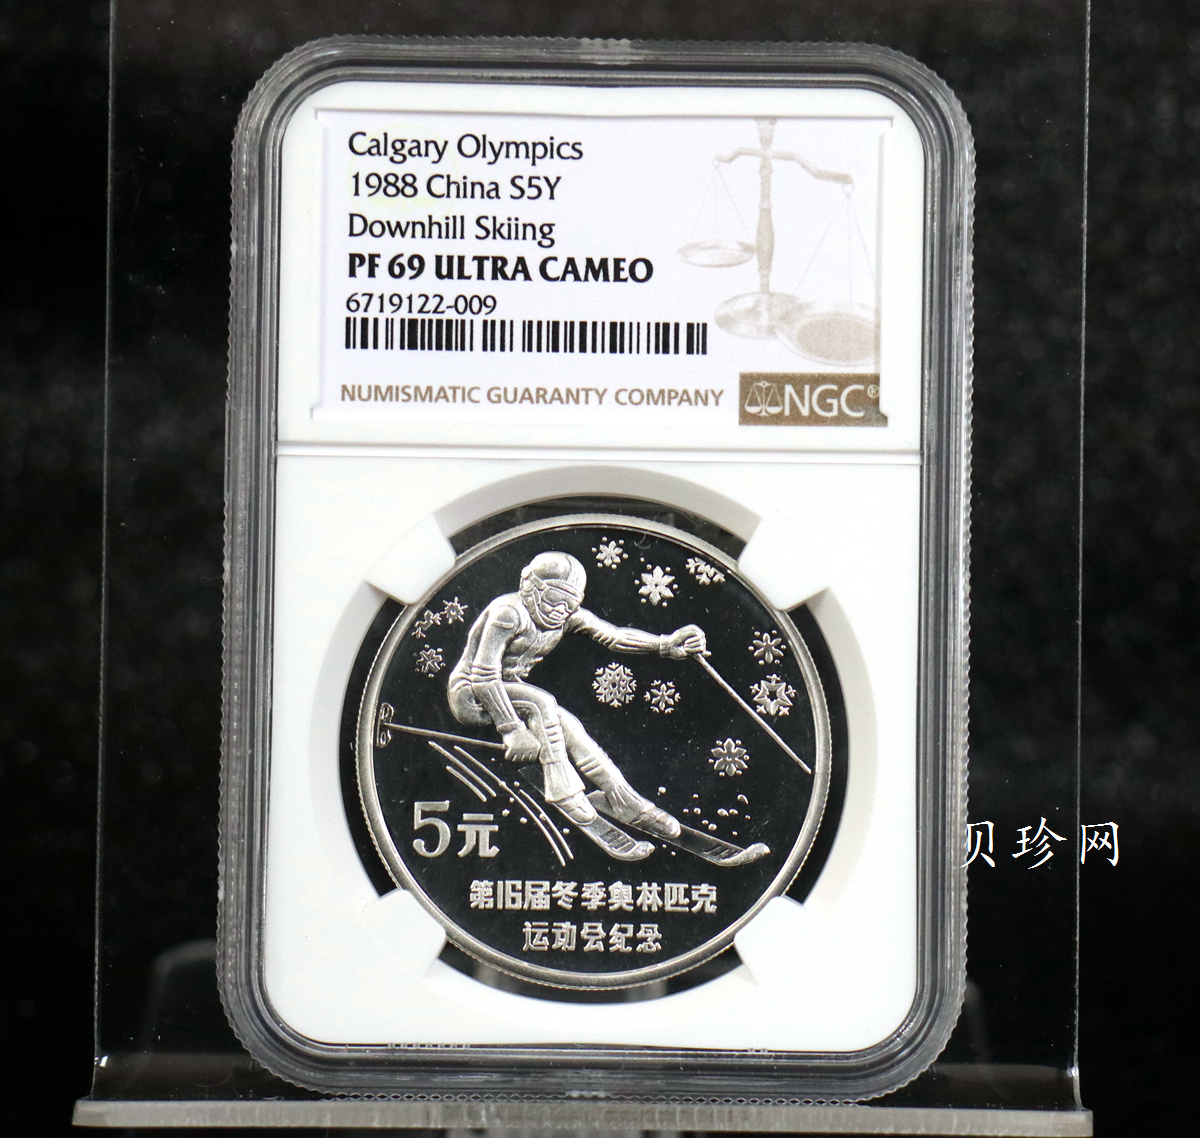 Calgary Olympics
1988 China S5Y
Downhill Skiing
PF 69 ULTRA CAMEO
6719122-009
NUMISMATIC GUARANTY COMPANY
NGC®
5元
第16届冬季奥林匹克
运动会纪念
贝珍网